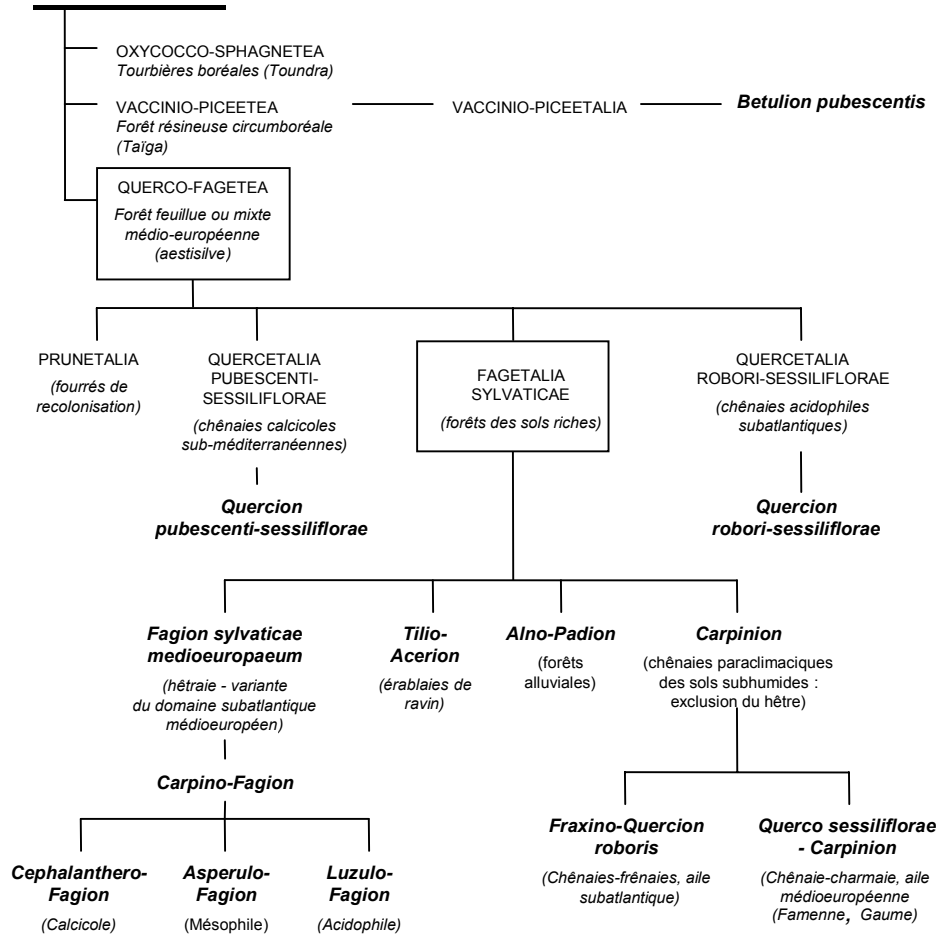 OXYCOCCO-SPHAGNETEA
Tourbières boréales (Toundra)
VACCINIO-PICEETEA
Forêt résineuse circumboréale
(Taïga)
VACCINIO-PICEETALIA
Betulion pubescentis
QUERCO-FAGETEA
Forêt feuillue ou mixte
médio-européenne
(aestisilve)
PRUNETALIA
(fourrés de
recolonisation)
QUERCETALIA
PUBESCENTI-
SESSILIFLORAE
(chênaies calcicoles
sub-méditerranéennes)
Quercion
pubescenti-sessiliflorae
FAGETALIA
SYLVATICAE
(forêts des sols riches)
QUERCETALIA
ROBORI-SESSILIFLORAE
(chênaies acidophiles
subatlantiques)
Quercion
robori-sessiliflorae
Fagion sylvaticae
medioeuropaeum
(hêtraie - variante
du domaine subatlantique
médioeuropéen)
Tilio-
Acerion
(érablaies de
ravin)
Alno-Padion
(forêts
alluviales)
Carpinion
(chênaies paraclimaciques
des sols subhumides :
exclusion du hêtre)
Carpino-Fagion
Cephalanthero-
Fagion
(Calcicole)
Asperulo-
Fagion
(Mésophile)
Luzulo-
Fagion
(Acidophile)
Fraxino-Quercion
roboris
(Chênaies-frênaies, aile
subatlantique)
Querco sessiliflorae
- Carpinion
(Chênaie-charmaie, aile
médioeuropéenne
(Famenne, Gaume)